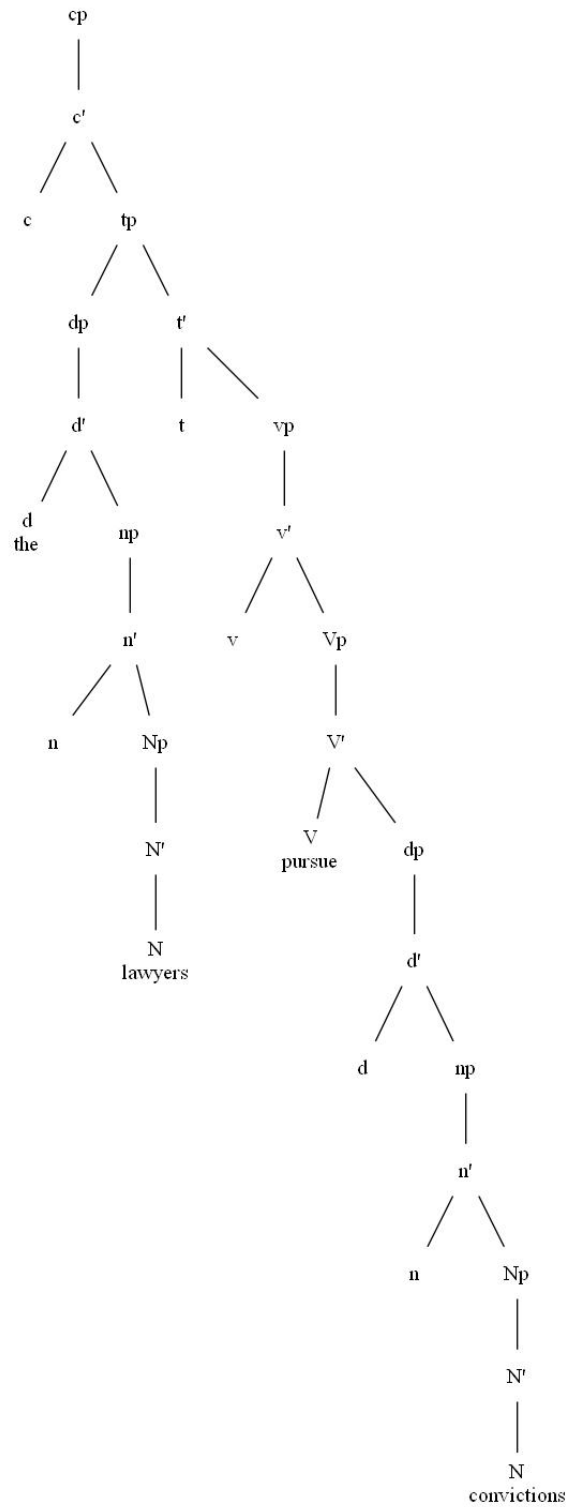 cp
c'
c tp
dp t'
d' t vp
d np v'
the
n' v Vp
n Np V'
N' V dp
pursue
N d'
lawyers
d np
n'
n Np
N'
N
convictions